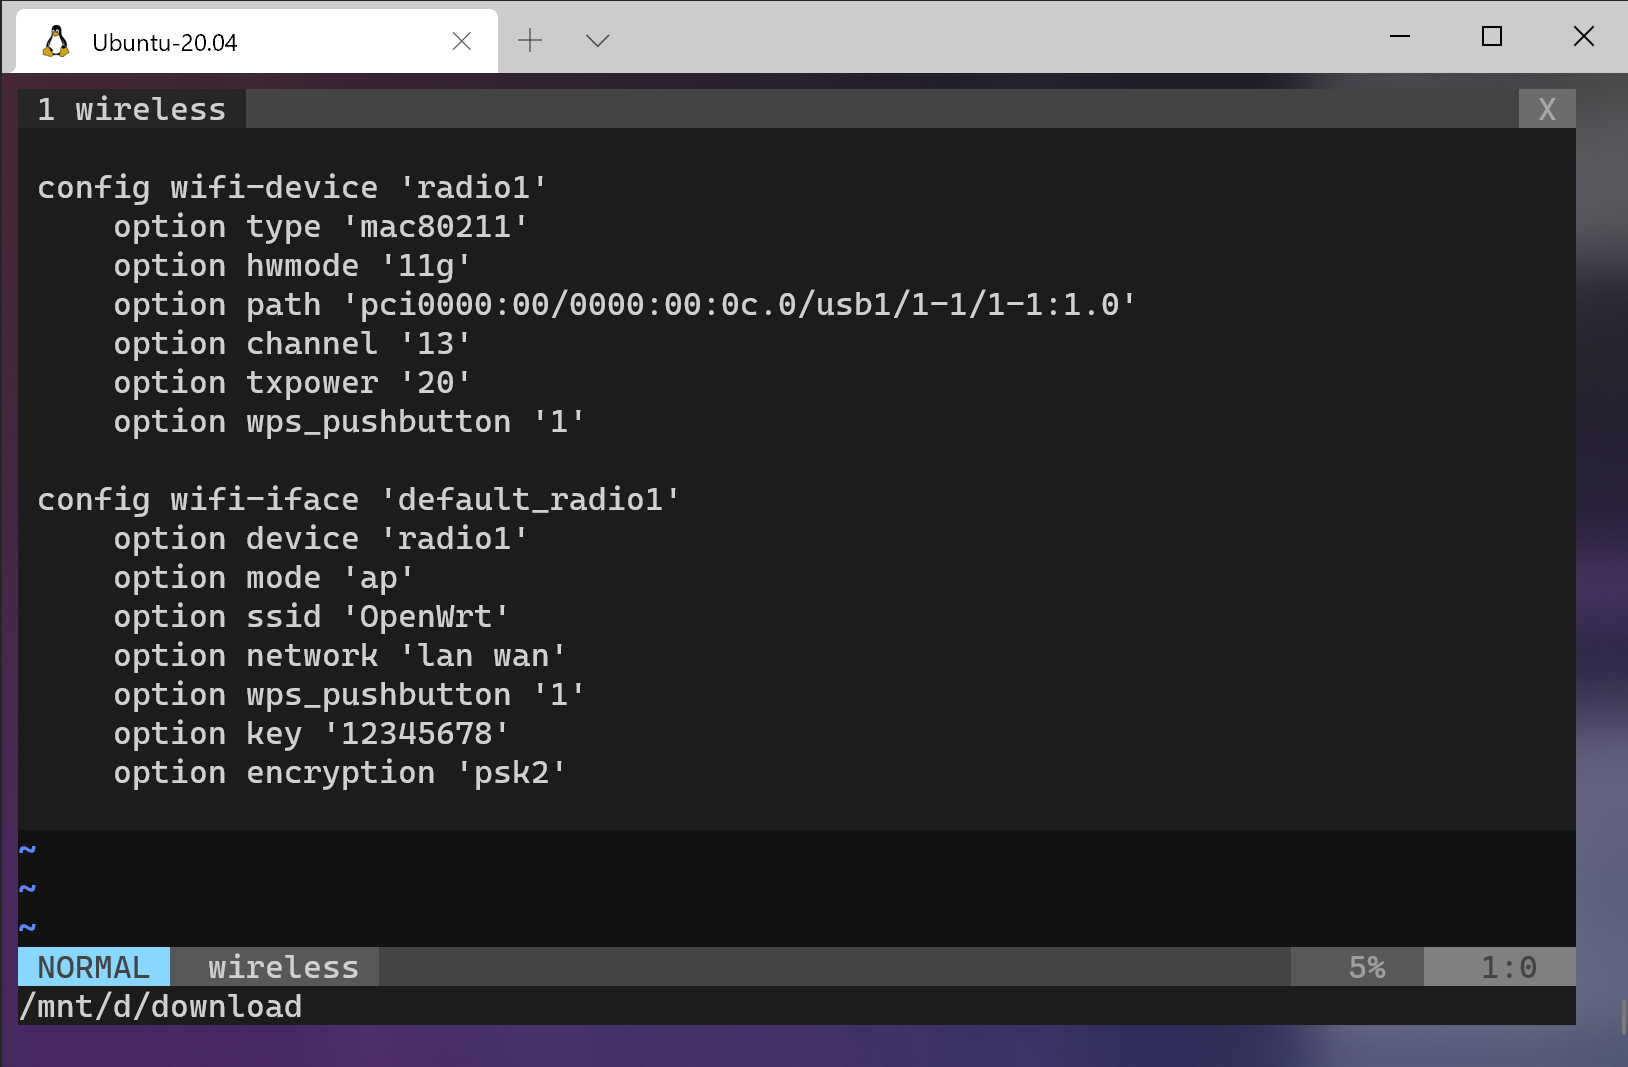 Ubuntu-20.04
1 wireless X
config wifi-device 'radio1'
    option type 'mac80211'
    option hwmode '11g'
    option path 'pci0000:00/0000:00:0c.0/usb1/1-1/1-1:1.0'
    option channel '13'
    option txpower '20'
    option wps_pushbutton '1'
config wifi-iface 'default_radio1'
    option device 'radio1'
    option mode 'ap'
    option ssid 'OpenWrt'
    option network 'lan wan'
    option wps_pushbutton '1'
    option key '12345678'
    option encryption 'psk2'
~
~
~
NORMAL wireless 5% 1:0
/mnt/d/download